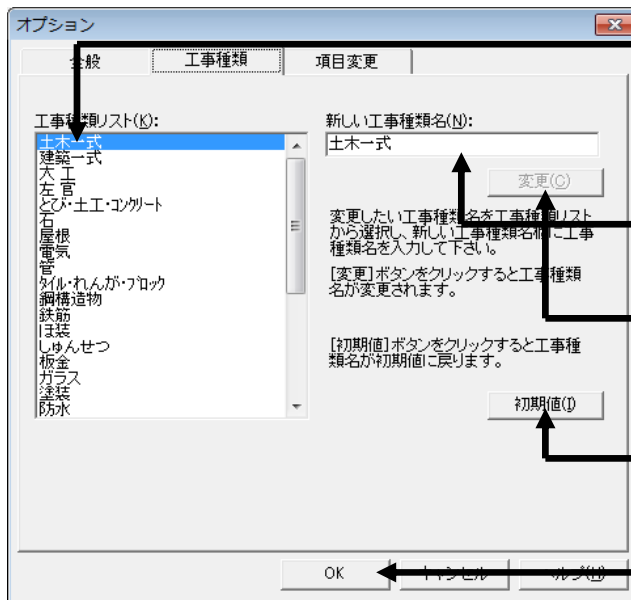 オプション
全般
工事種類
項目変更
工事種類リスト(K):
土木一式
建築一式
大工
左官
とび・土工・コンクリート
石
屋根
電気
管
タイル・れんが・ブロック
鋼構造物
鉄筋
ほ装
しゅんせつ
板金
ガラス
塗装
防水
新しい工事種類名(N):
土木一式
変更(C)
変更したい工事種類名を工事種類リスト
から選択し、新しい工事種類名欄に工事
種類名を入力して下さい。
[変更]ボタンをクリックすると工事種類
名が変更されます。
[初期値]ボタンをクリックすると工事種
類名が初期値に戻ります。
初期値(I)
OK
キャンセル
ヘルプ(H)